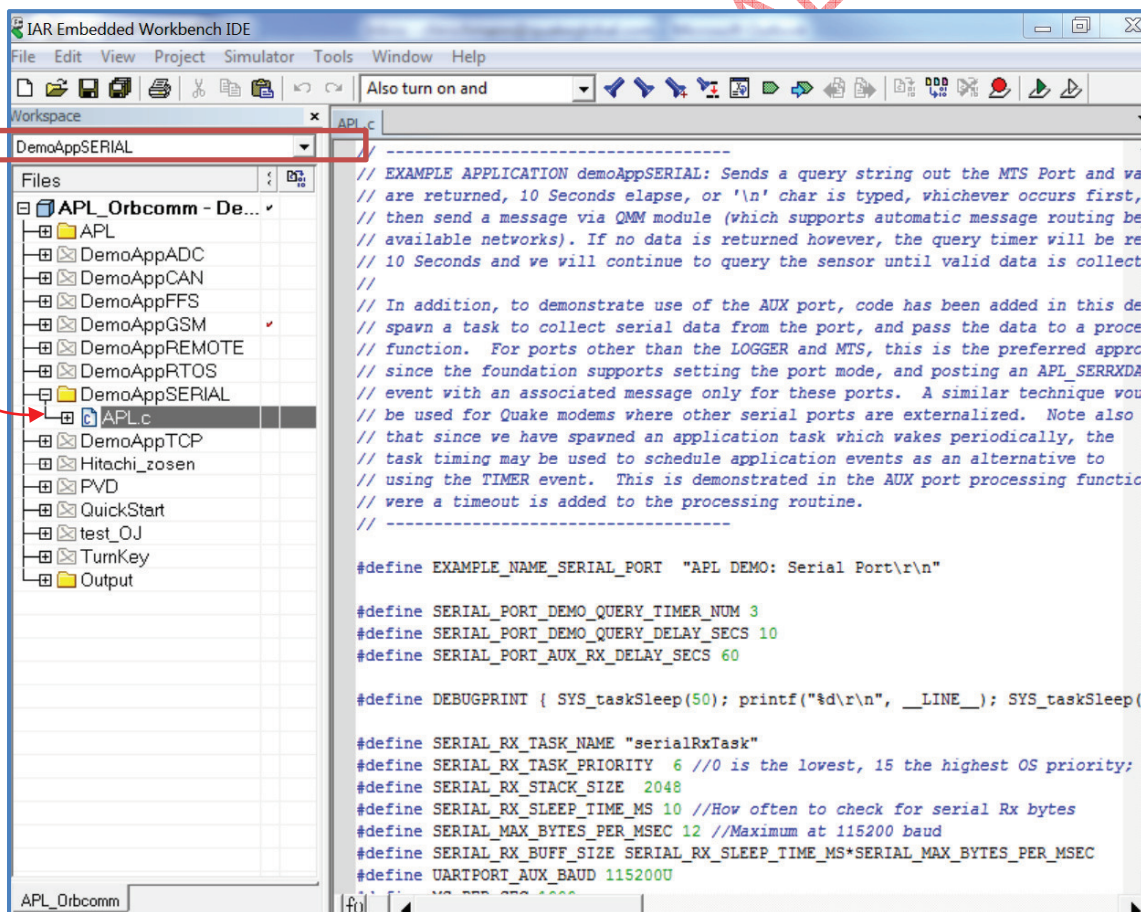 IAR Embedded Workbench IDE
File Edit View Project Simulator Tools Window Help
Also turn on and
Workspace
DemoAppSERIAL
Files
APL_Orbcomm - De...
APL
DemoAppADC
DemoAppCAN
DemoAppFFS
DemoAppGSM
DemoAppREMOTE
DemoAppRTOS
DemoAppSERIAL
APL.c
DemoAppTCP
Hitachi_zosen
PVD
QuickStart
test_OJ
TurnKey
Output
APL_Orbcomm
APL.c
// ------------------------------------
// EXAMPLE APPLICATION demoAppSERIAL: Sends a query string out the MTS Port and wa
// are returned, 10 Seconds elapse, or '\n' char is typed, whichever occurs first,
// then send a message via QMM module (which supports automatic message routing be
// available networks). If no data is returned however, the query timer will be re
// 10 Seconds and we will continue to query the sensor until valid data is collect
//
// In addition, to demonstrate use of the AUX port, code has been added in this de
// spawn a task to collect serial data from the port, and pass the data to a proce
// function. For ports other than the LOGGER and MTS, this is the preferred appro
// since the foundation supports setting the port mode, and posting an APL_SERRXDA
// event with an associated message only for these ports. A similar technique wou
// be used for Quake modems where other serial ports are externalized. Note also
// that since we have spawned an application task which wakes periodically, the
// task timing may be used to schedule application events as an alternative to
// using the TIMER event. This is demonstrated in the AUX port processing functio
// were a timeout is added to the processing routine.
// ------------------------------------
#define EXAMPLE_NAME_SERIAL_PORT "APL DEMO: Serial Port\r\n"
#define SERIAL_PORT_DEMO_QUERY_TIMER_NUM 3
#define SERIAL_PORT_DEMO_QUERY_DELAY_SECS 10
#define SERIAL_PORT_AUX_RX_DELAY_SECS 60
#define DEBUGPRINT { SYS_taskSleep(50); printf("%d\r\n", __LINE__); SYS_taskSleep(
#define SERIAL_RX_TASK_NAME "serialRxTask"
#define SERIAL_RX_TASK_PRIORITY 6 //0 is the lowest, 15 the highest OS priority;
#define SERIAL_RX_STACK_SIZE 2048
#define SERIAL_RX_SLEEP_TIME_MS 10 //How often to check for serial Rx bytes
#define SERIAL_MAX_BYTES_PER_MSEC 12 //Maximum at 115200 baud
#define SERIAL_RX_BUFF_SIZE SERIAL_RX_SLEEP_TIME_MS*SERIAL_MAX_BYTES_PER_MSEC
#define UARTPORT_AUX_BAUD 115200U